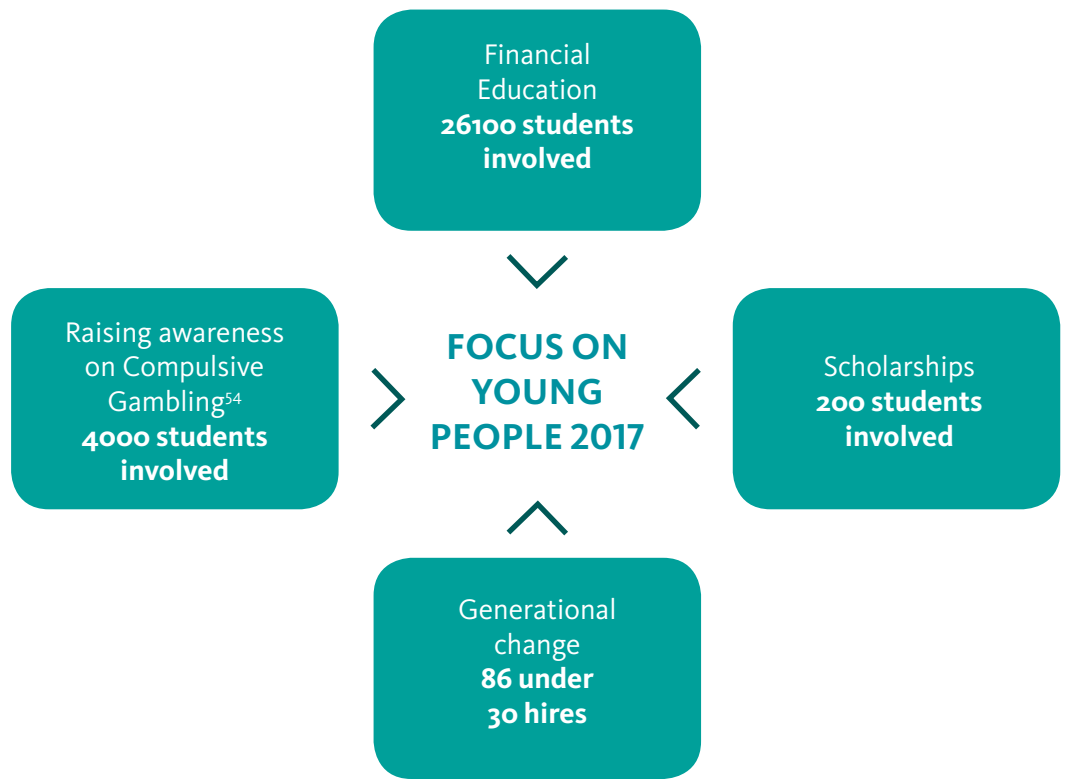 Financial
Education
26100 students
involved
Raising awareness
on Compulsive
Gambling54
4000 students
involved
FOCUS ON
YOUNG
PEOPLE 2017
Scholarships
200 students
involved
Generational
change
86 under
30 hires